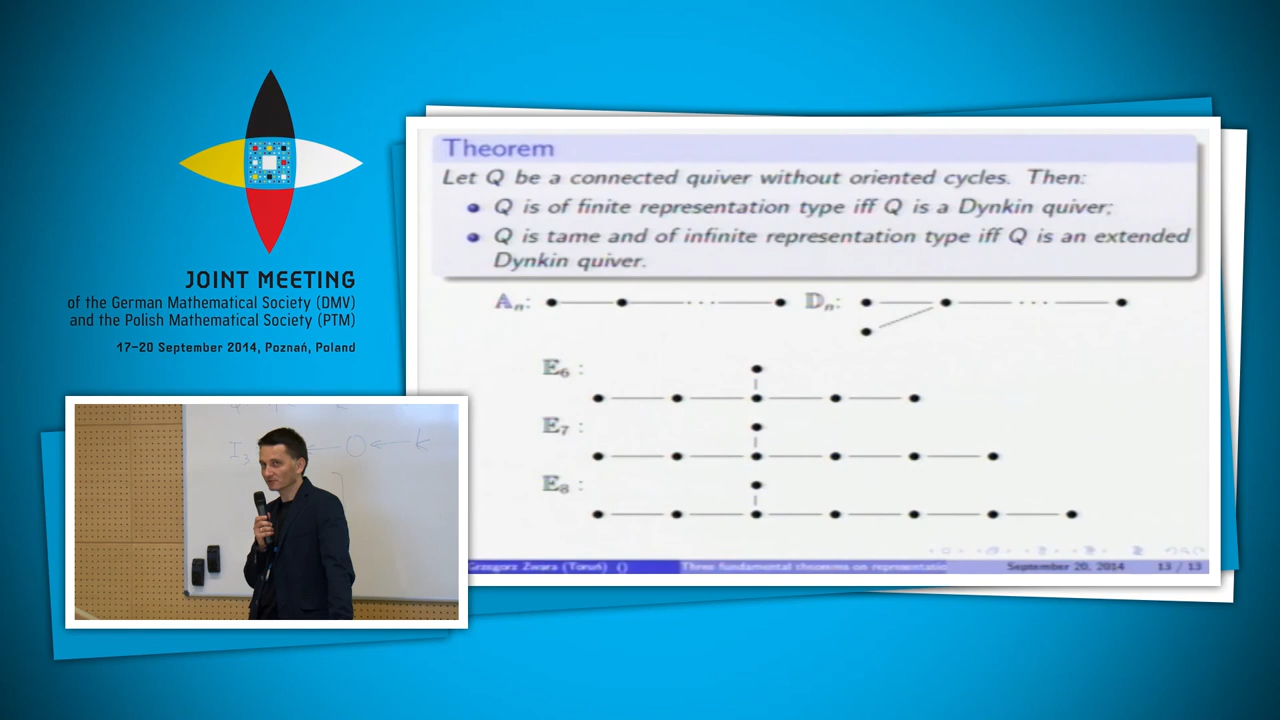 JOINT MEETING
of the German Mathematical Society (DMV)
and the Polish Mathematical Society (PTM)
17–20 September 2014, Poznań, Poland
Theorem
Let Q be a connected quiver without oriented cycles. Then:
Q is of finite representation type iff Q is a Dynkin quiver;
Q is tame and of infinite representation type iff Q is an extended
Dynkin quiver.
𝔸ₙ: 𝔻ₙ:
𝔼₆ :
𝔼₇ :
𝔼₈ :
Grzegorz Zwara (Toruń) () Three fundamental theorems on representatio September 20, 2014 13 / 13
I₃ ← O ← k